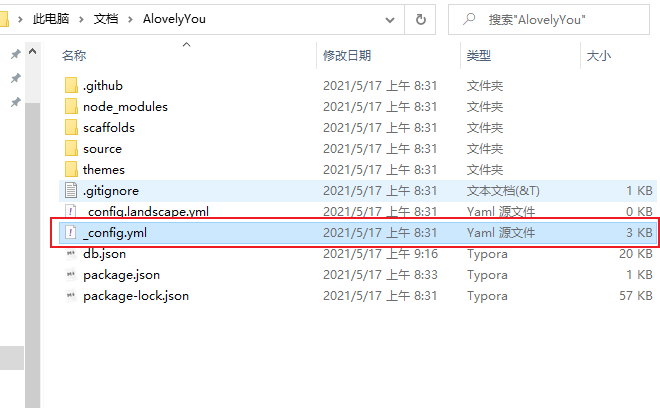 此电脑 > 文档 > AlovelyYou
搜索"AlovelyYou"
名称 修改日期 类型 大小
.github 2021/5/17 上午 8:31 文件夹
node_modules 2021/5/17 上午 8:31 文件夹
scaffolds 2021/5/17 上午 8:31 文件夹
source 2021/5/17 上午 8:31 文件夹
themes 2021/5/17 上午 8:31 文件夹
.gitignore 2021/5/17 上午 8:31 文本文档(&T) 1 KB
_config.landscape.yml 2021/5/17 上午 8:31 Yaml 源文件 0 KB
_config.yml 2021/5/17 上午 8:31 Yaml 源文件 3 KB
db.json 2021/5/17 上午 9:16 Typora 20 KB
package.json 2021/5/17 上午 8:33 Typora 1 KB
package-lock.json 2021/5/17 上午 8:31 Typora 57 KB